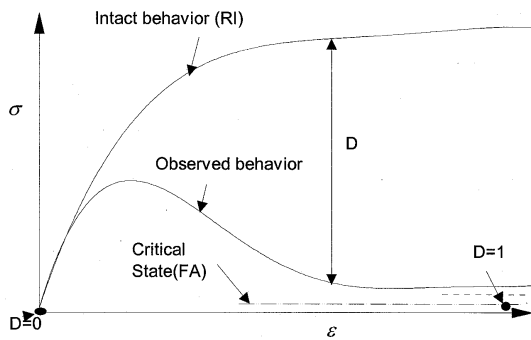 Intact behavior (RI)
σ
D
Observed behavior
Critical
State(FA)
D=1
D=0
ε